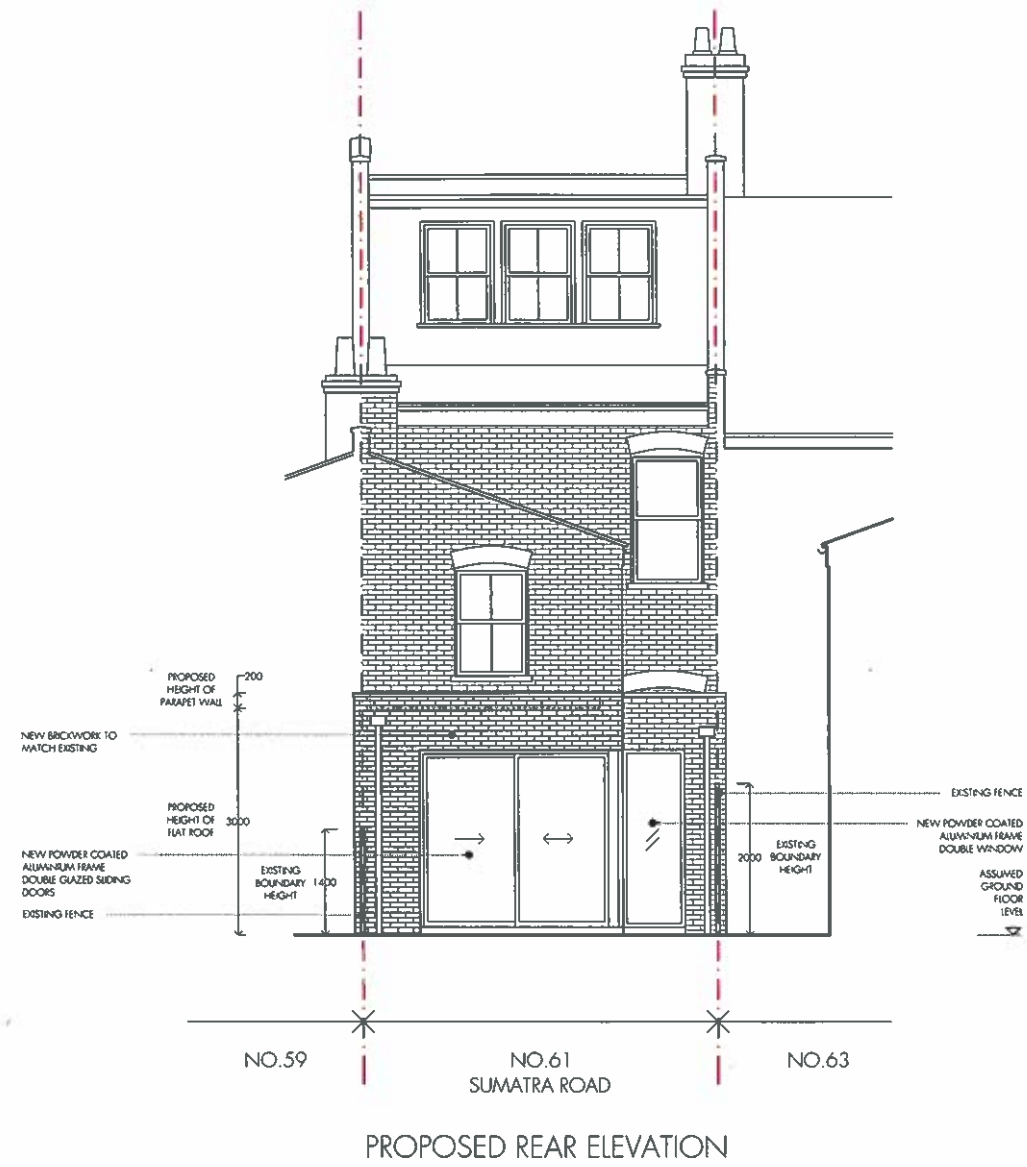 PROPOSED
HEIGHT OF
PARAPET WALL
200
NEW BRICKWORK TO
MATCH EXISTING
PROPOSED
HEIGHT OF
FLAT ROOF
3000
NEW POWDER COATED
ALUMINIUM FRAME
DOUBLE GLAZED SLIDING
DOORS
EXISTING
BOUNDARY
HEIGHT
1400
EXISTING FENCE
EXISTING FENCE
NEW POWDER COATED
ALUMINIUM FRAME
DOUBLE WINDOW
2000
EXISTING
BOUNDARY
HEIGHT
ASSUMED
GROUND
FLOOR
LEVEL
NO.59
NO.61
SUMATRA ROAD
NO.63
PROPOSED REAR ELEVATION